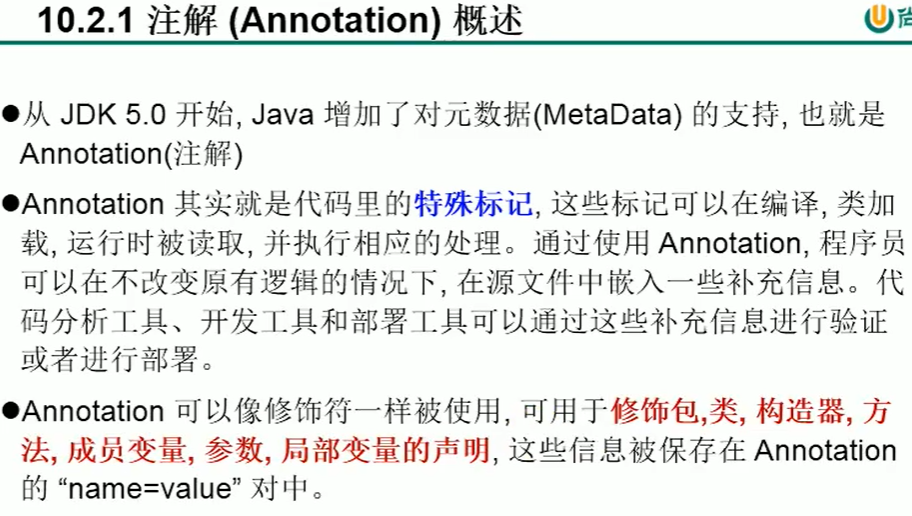 10.2.1 注解 (Annotation) 概述
尚
●从 JDK 5.0 开始, Java 增加了对元数据(MetaData) 的支持, 也就是
Annotation(注解)
●Annotation 其实就是代码里的特殊标记, 这些标记可以在编译, 类加
载, 运行时被读取, 并执行相应的处理。通过使用 Annotation, 程序员
可以在不改变原有逻辑的情况下, 在源文件中嵌入一些补充信息。代
码分析工具、开发工具和部署工具可以通过这些补充信息进行验证
或者进行部署。
●Annotation 可以像修饰符一样被使用, 可用于修饰包,类, 构造器, 方
法, 成员变量, 参数, 局部变量的声明, 这些信息被保存在 Annotation
的 “name=value” 对中。